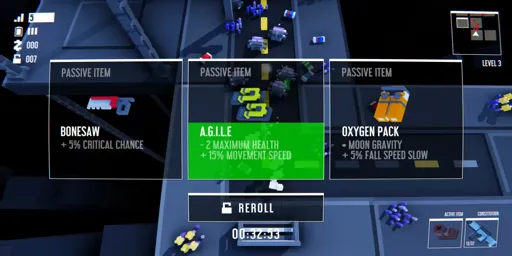 5
000
007
LEVEL 3
PASSIVE ITEM
BONESAW
+ 5% CRITICAL CHANCE
PASSIVE ITEM
A.G.I.L.E
- 2 MAXIMUM HEALTH
+ 15% MOVEMENT SPEED
PASSIVE ITEM
OXYGEN PACK
• MOON GRAVITY
+ 5% FALL SPEED SLOW
REROLL
00:32:53
ACTIVE ITEM
CONSTITUTION